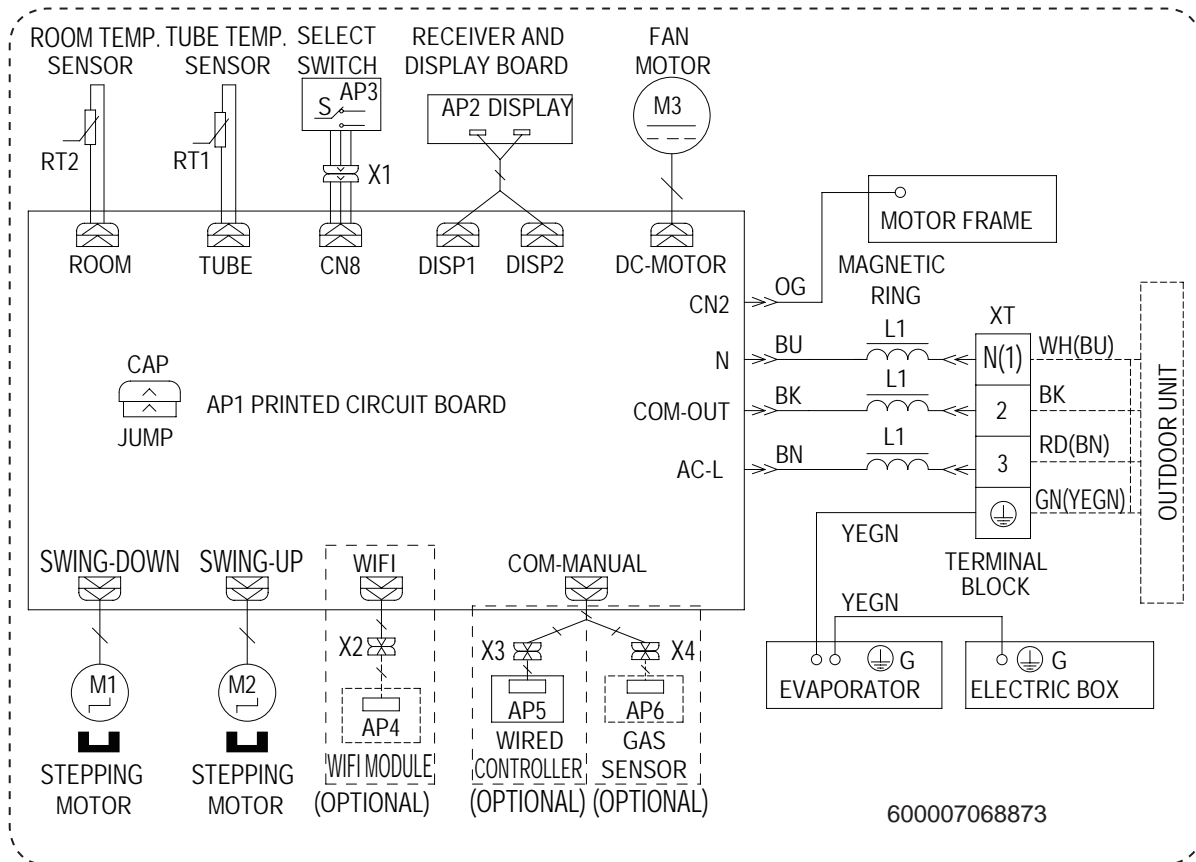 ROOM TEMP. TUBE TEMP. SELECT RECEIVER AND FAN
SENSOR SENSOR SWITCH DISPLAY BOARD MOTOR
S AP3
AP2 DISPLAY
M3
RT2
RT1
X1
MOTOR FRAME
ROOM TUBE CN8 DISP1 DISP2 DC-MOTOR
MAGNETIC
RING
CN2
OG
XT
L1
N
BU
N(1)
WH(BU)
CAP
JUMP
AP1 PRINTED CIRCUIT BOARD
L1
COM-OUT
BK
2
BK
L1
AC-L
BN
3
RD(BN)
GN(YEGN)
OUTDOOR UNIT
YEGN
TERMINAL
BLOCK
SWING-DOWN SWING-UP WIFI COM-MANUAL
YEGN
X2
X3
X4
M1
M2
AP4
AP5
AP6
G
EVAPORATOR
G
ELECTRIC BOX
STEPPING
MOTOR
STEPPING
MOTOR
WIFI MODULE
(OPTIONAL)
WIRED
CONTROLLER
(OPTIONAL)
GAS
SENSOR
(OPTIONAL)
600007068873